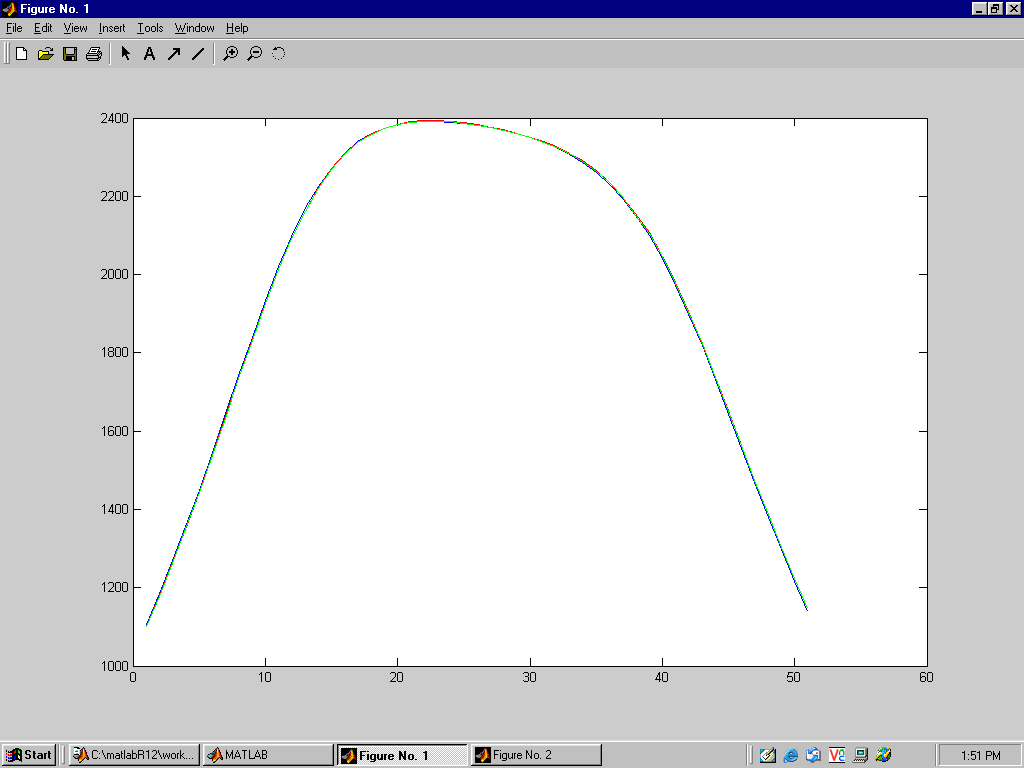 Figure No. 1
File Edit View Insert Tools Window Help
A
2400
2200
2000
1800
1600
1400
1200
1000
0 10 20 30 40 50 60
Start C:\matlabR12\work... MATLAB Figure No. 1 Figure No. 2 1:51 PM